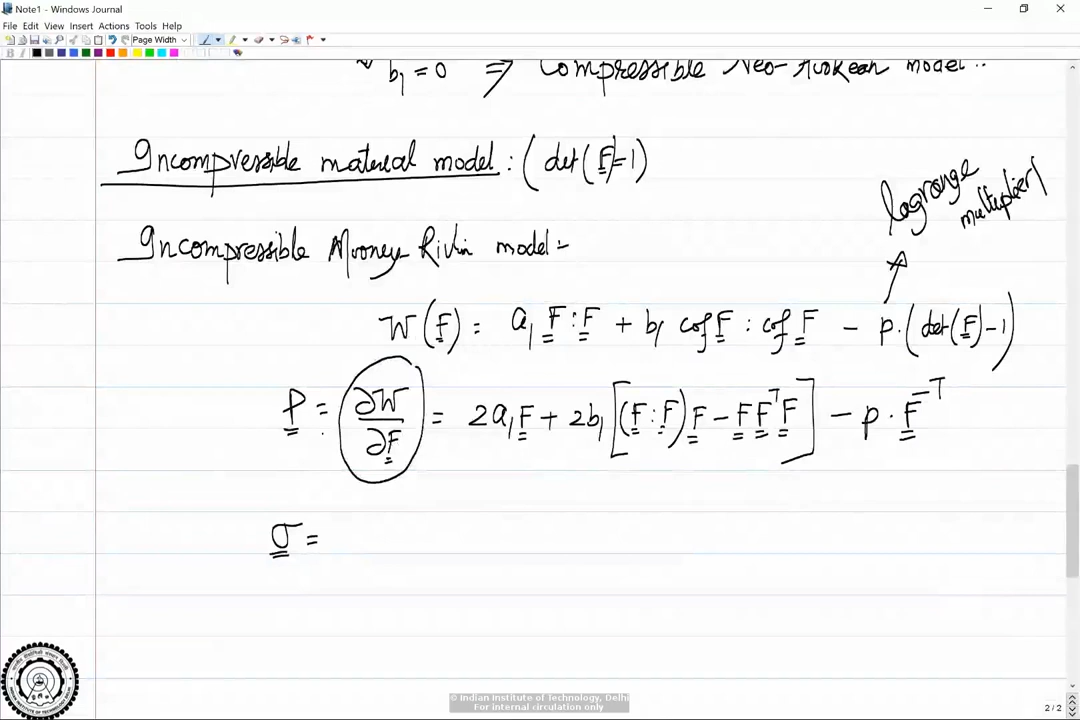 Note1 - Windows Journal
File Edit View Insert Actions Tools Help
Page Width
B I
b₁ = 0 ⇒ Compressible Neo-Hookean model..
Incompressible material model : (det(F)=1)
lagrange
multiplier
Incompressible Mooney Rivlin model:-
W(F) = a₁ F:F + b₁ cof F : cof F - p.(det(F)-1)
P = ∂W/∂F = 2a₁F + 2b₁[(F:F)F - FFᵀF] - p.F⁻ᵀ
σ =
© Indian Institute of Technology, Delhi
For internal circulation only
2 / 2